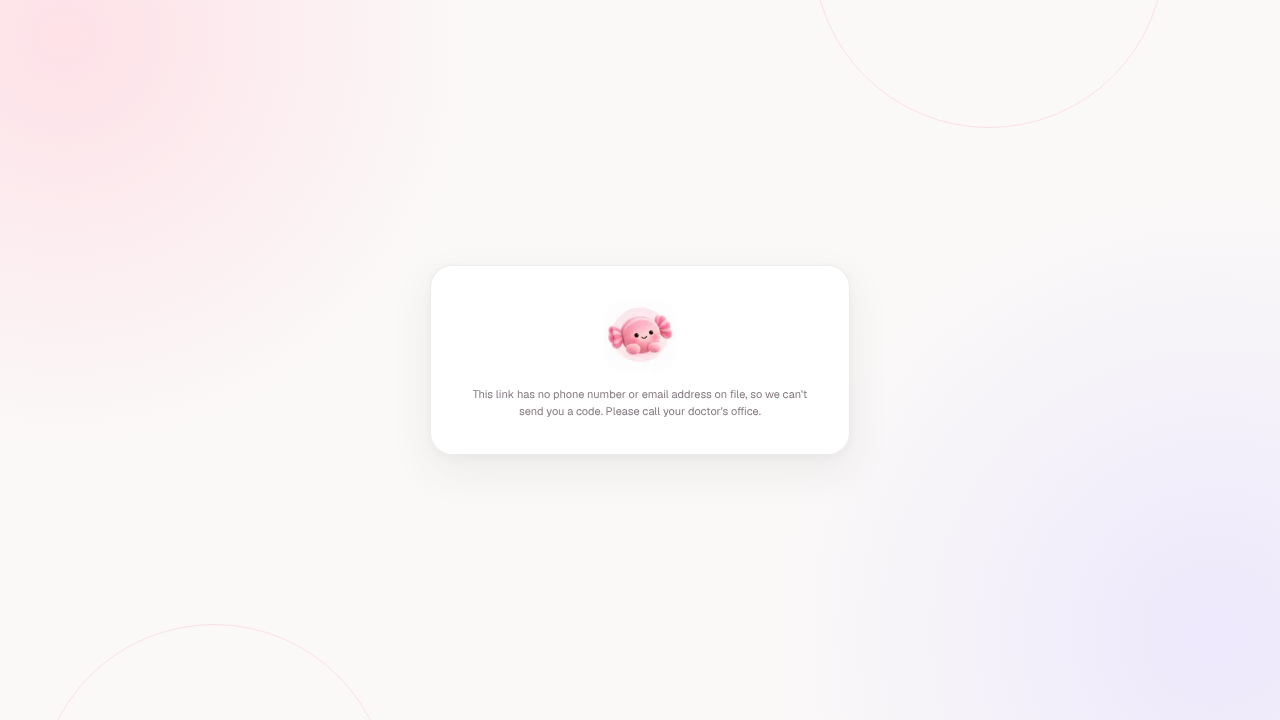 This link has no phone number or email address on file, so we can't
send you a code. Please call your doctor's office.